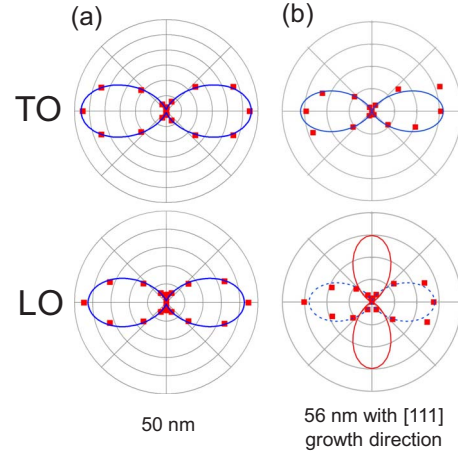 (a)
(b)
TO
LO
50 nm
56 nm with [111]
growth direction